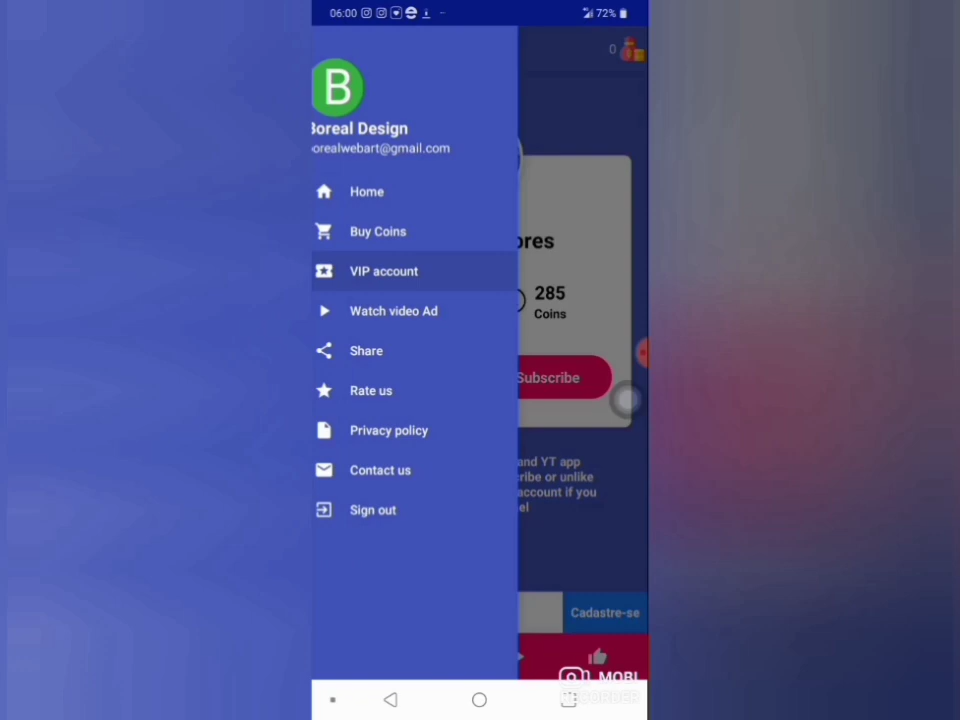 06:00
72%
0
B
Boreal Design
borealwebart@gmail.com
Home
Buy Coins
VIP account
Watch video Ad
Share
Rate us
Privacy policy
Contact us
Sign out
ores
285
Coins
Subscribe
and YT app
ribe or unlike
account if you
el
Cadastre-se
MOBI
RECORDER